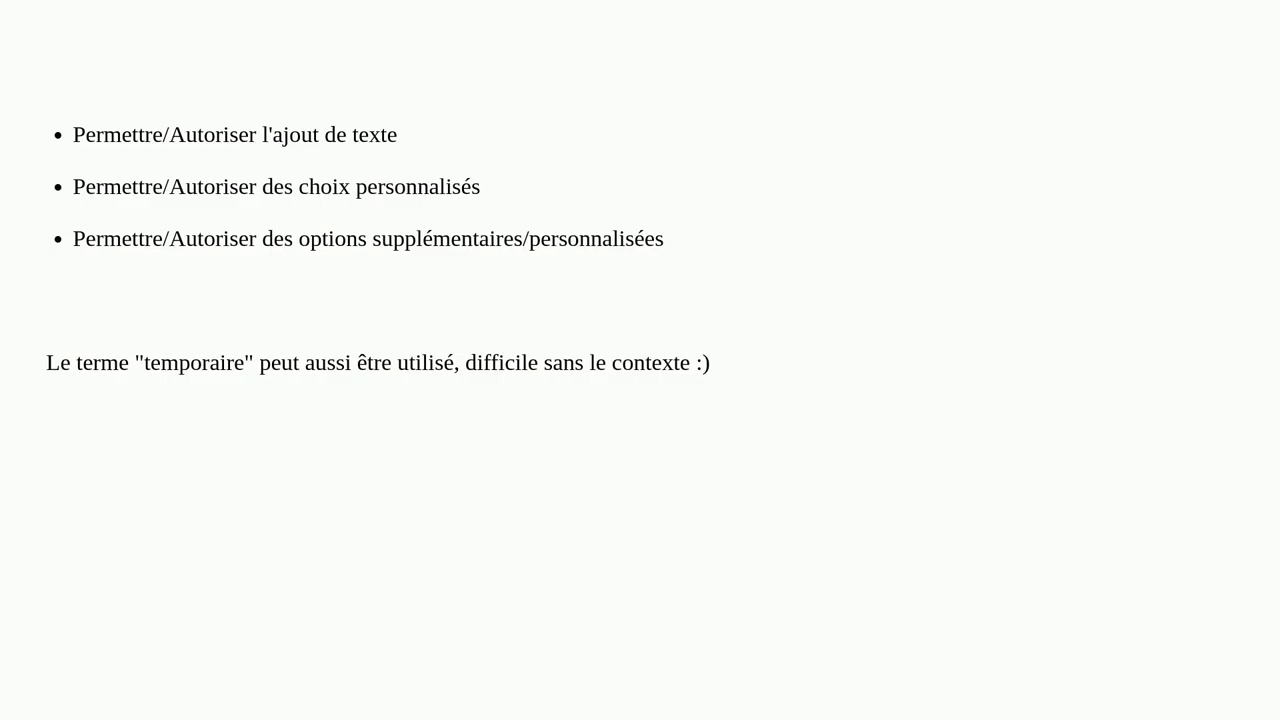 • Permettre/Autoriser l'ajout de texte
• Permettre/Autoriser des choix personnalisés
• Permettre/Autoriser des options supplémentaires/personnalisées
Le terme "temporaire" peut aussi être utilisé, difficile sans le contexte :)